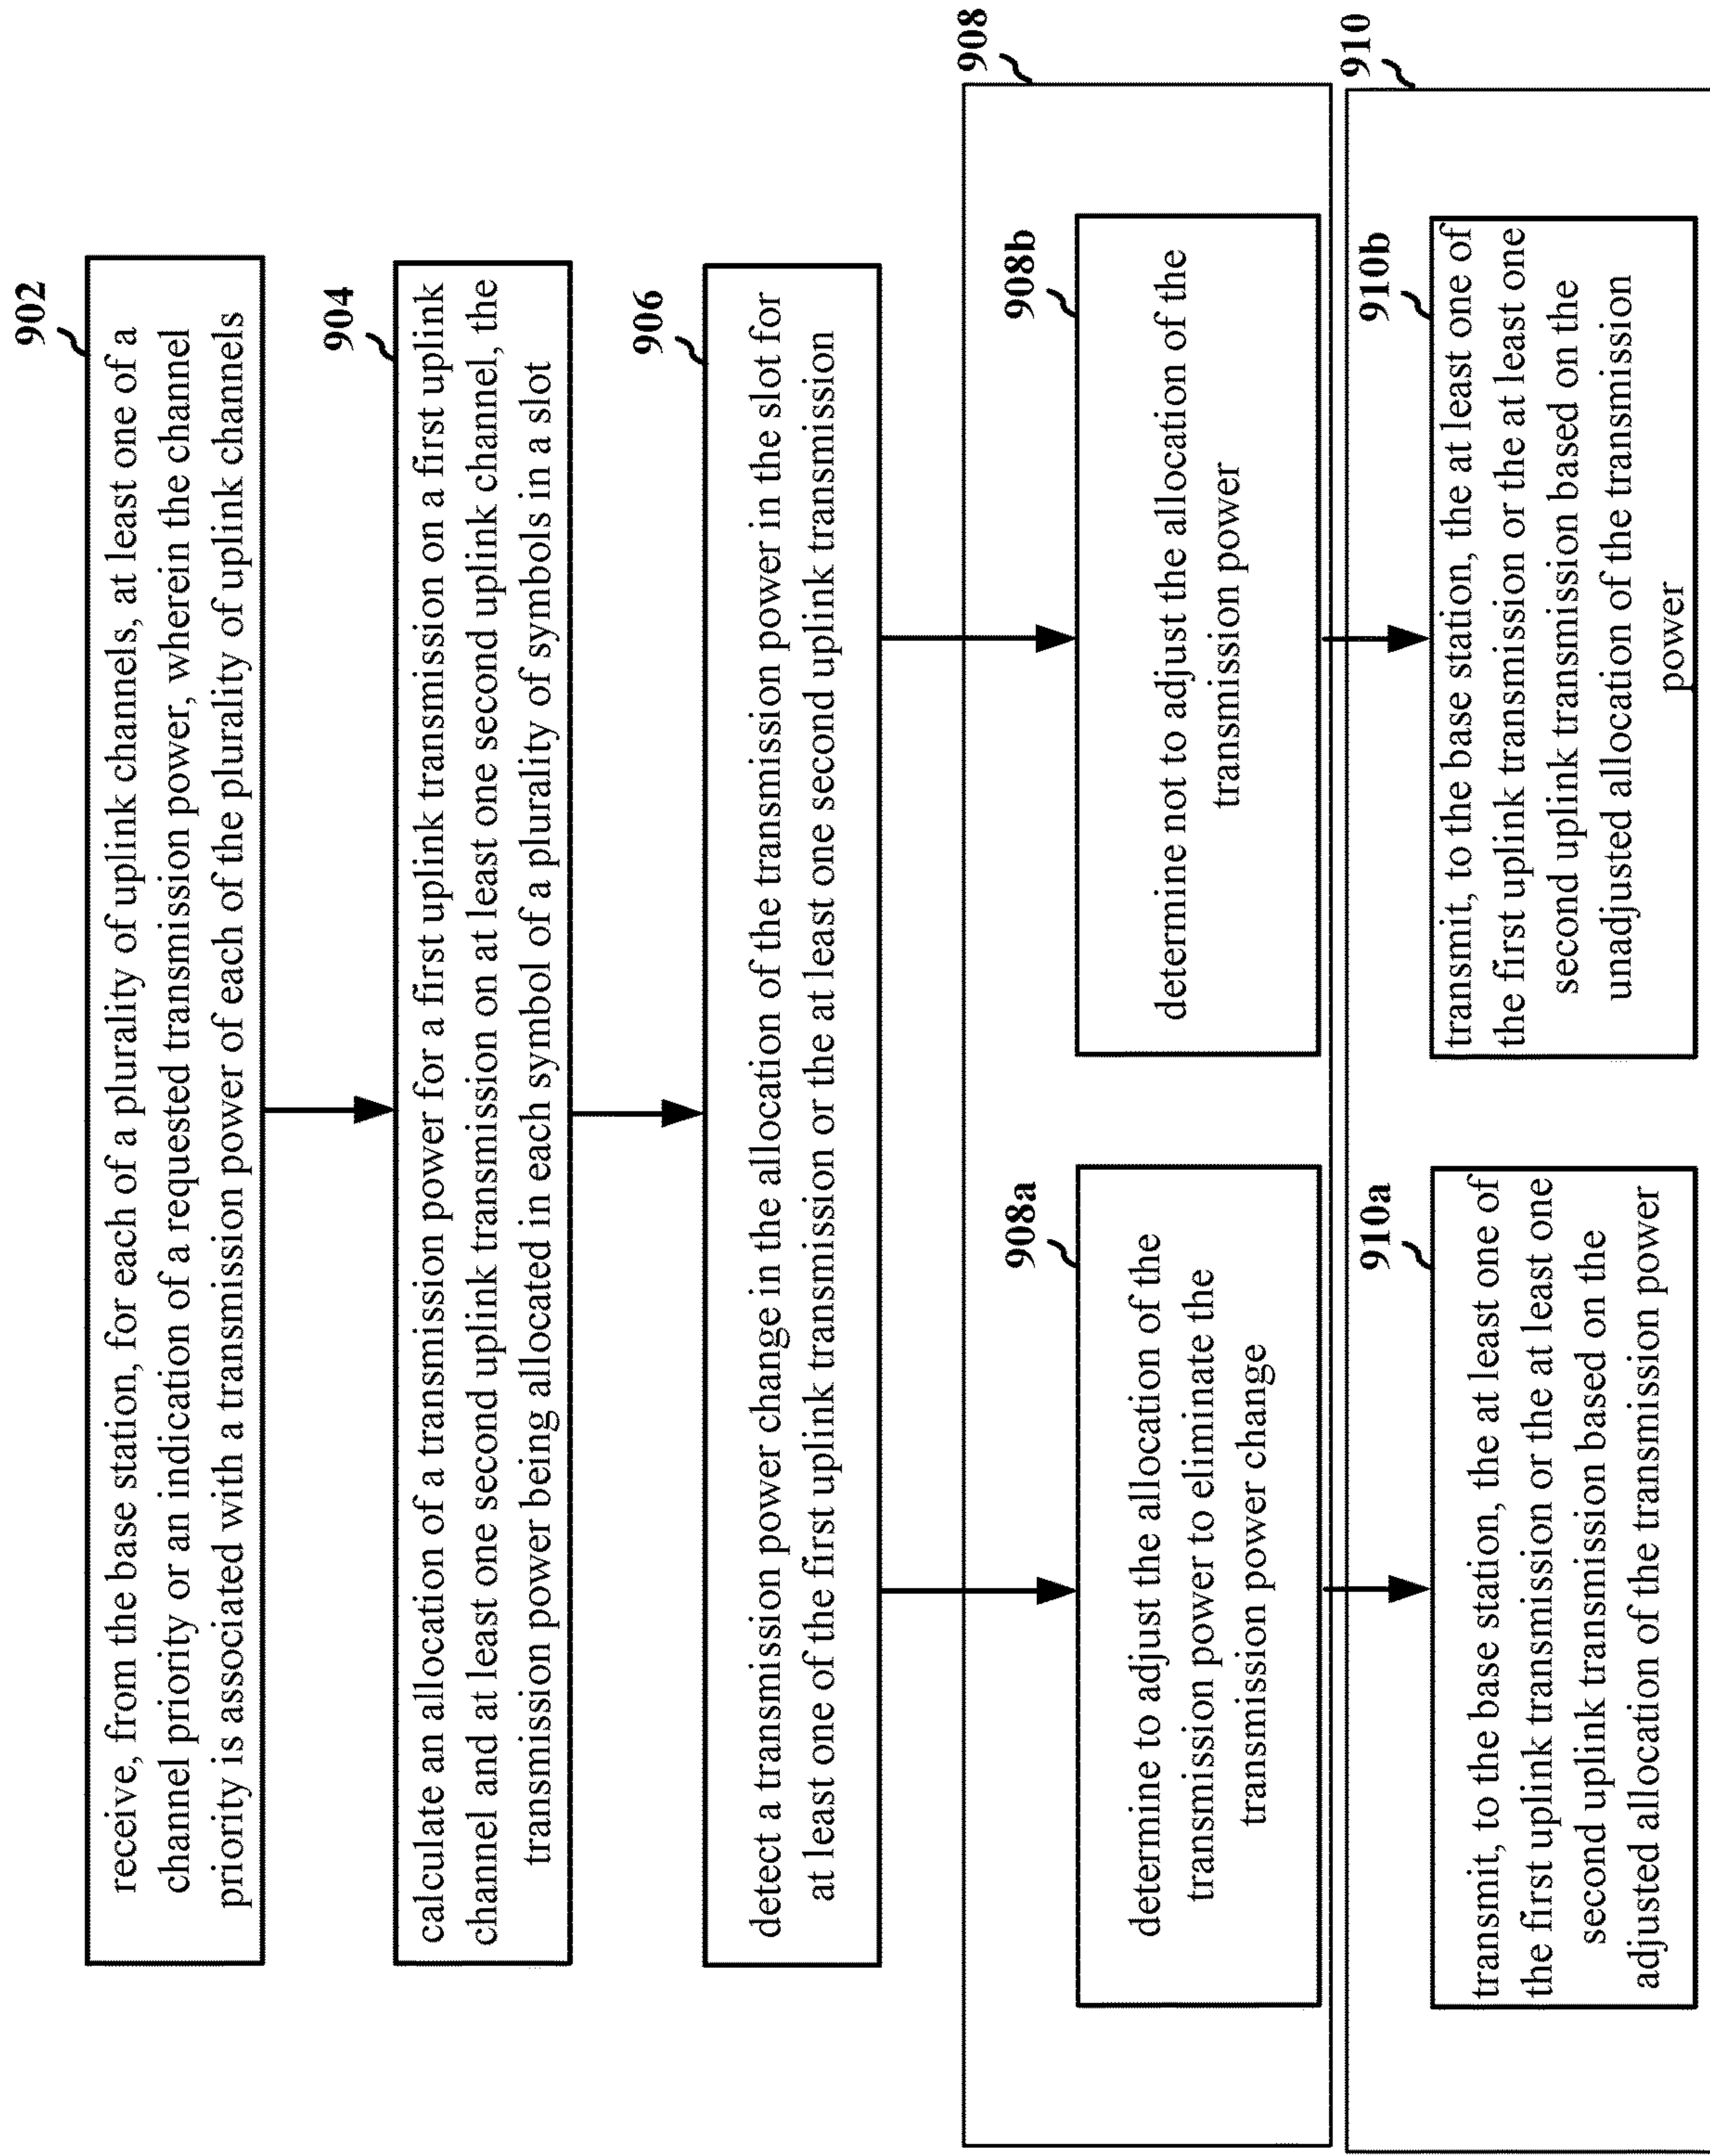 902
receive, from the base station, for each of a plurality of uplink channels, at least one of a
channel priority or an indication of a requested transmission power, wherein the channel
priority is associated with a transmission power of each of the plurality of uplink channels
904
calculate an allocation of a transmission power for a first uplink transmission on a first uplink
channel and at least one second uplink transmission on at least one second uplink channel, the
transmission power being allocated in each symbol of a plurality of symbols in a slot
906
detect a transmission power change in the allocation of the transmission power in the slot for
at least one of the first uplink transmission or the at least one second uplink transmission
908
908a
determine to adjust the allocation of the
transmission power to eliminate the
transmission power change
908b
determine not to adjust the allocation of the
transmission power
910
910a
transmit, to the base station, the at least one of
the first uplink transmission or the at least one
second uplink transmission based on the
adjusted allocation of the transmission power
910b
transmit, to the base station, the at least one of
the first uplink transmission or the at least one
second uplink transmission based on the
unadjusted allocation of the transmission
power